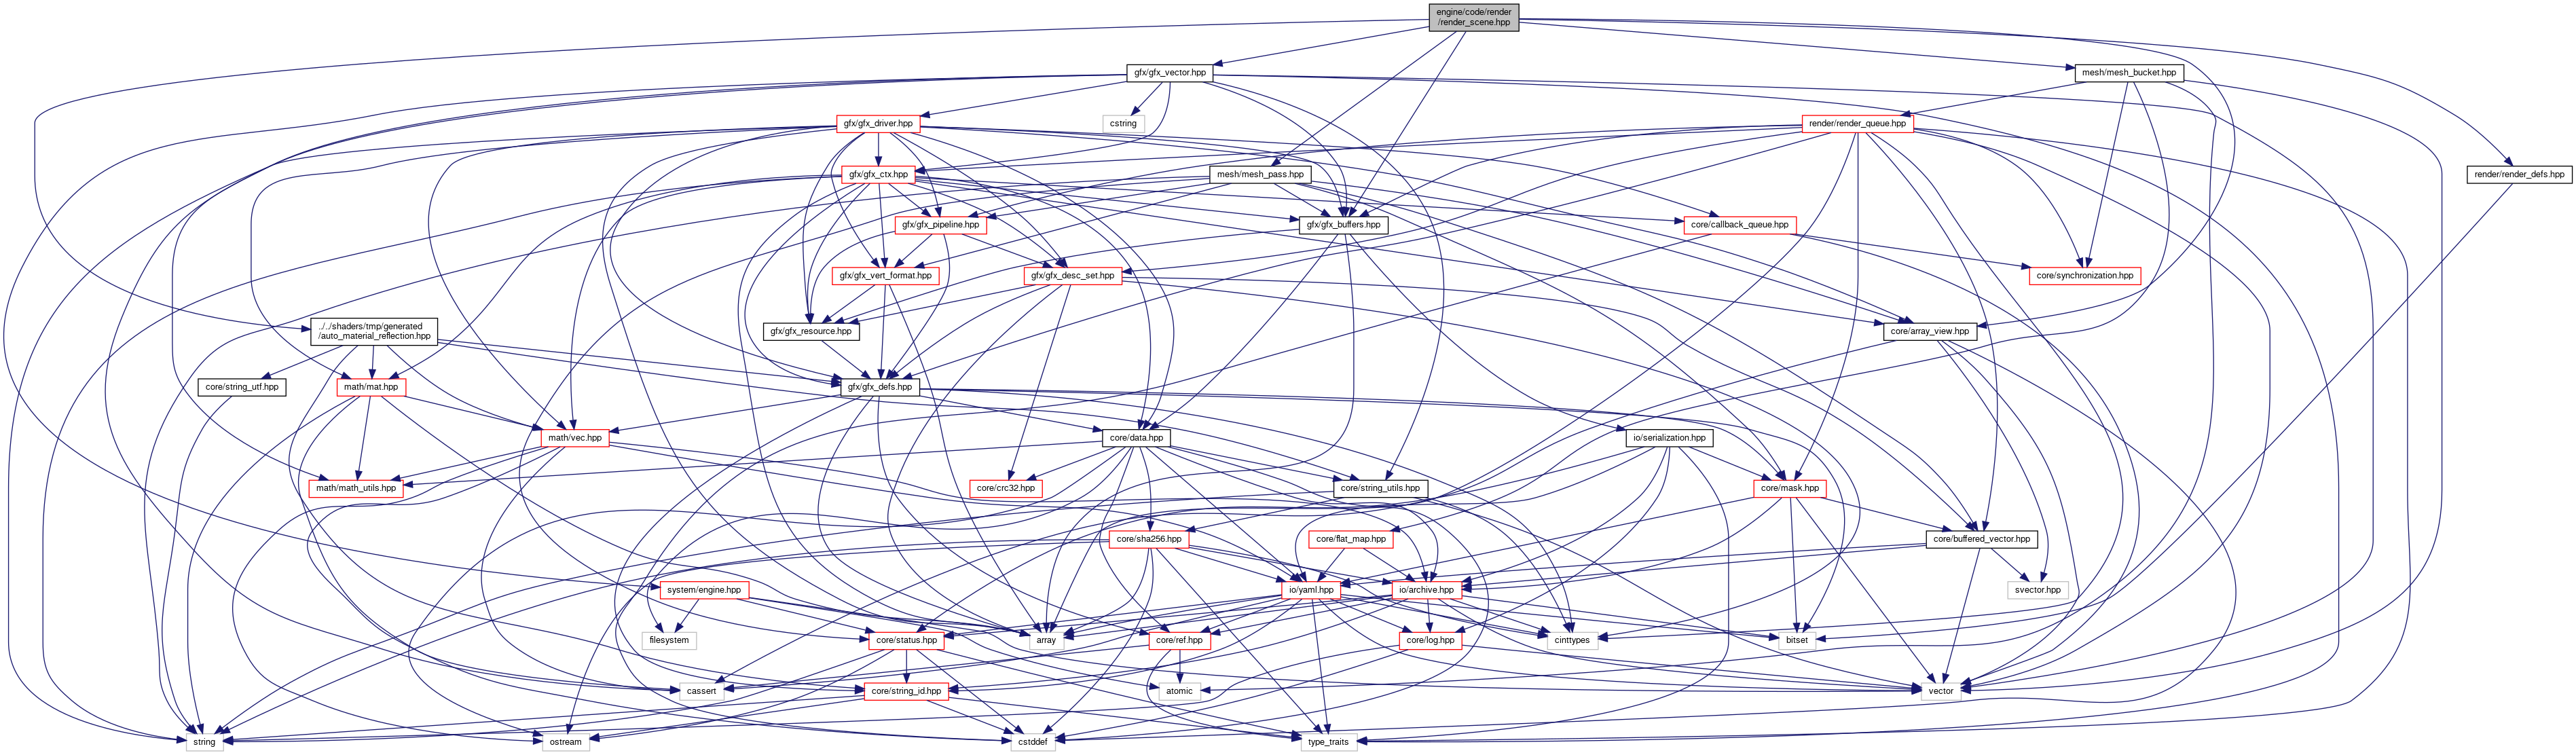 engine/code/render
/render_scene.hpp
gfx/gfx_vector.hpp
mesh/mesh_bucket.hpp
gfx/gfx_driver.hpp
cstring
render/render_queue.hpp
gfx/gfx_ctx.hpp
mesh/mesh_pass.hpp
render/render_defs.hpp
gfx/gfx_pipeline.hpp
gfx/gfx_buffers.hpp
core/callback_queue.hpp
gfx/gfx_vert_format.hpp
gfx/gfx_desc_set.hpp
core/synchronization.hpp
../../shaders/tmp/generated
/auto_material_reflection.hpp
gfx/gfx_resource.hpp
core/array_view.hpp
core/string_utf.hpp
math/mat.hpp
gfx/gfx_defs.hpp
math/vec.hpp
core/data.hpp
io/serialization.hpp
math/math_utils.hpp
core/crc32.hpp
core/string_utils.hpp
core/mask.hpp
core/sha256.hpp
core/flat_map.hpp
core/buffered_vector.hpp
system/engine.hpp
io/yaml.hpp
io/archive.hpp
svector.hpp
filesystem
core/status.hpp
array
core/ref.hpp
core/log.hpp
cinttypes
bitset
cassert
core/string_id.hpp
atomic
vector
string
ostream
cstddef
type_traits